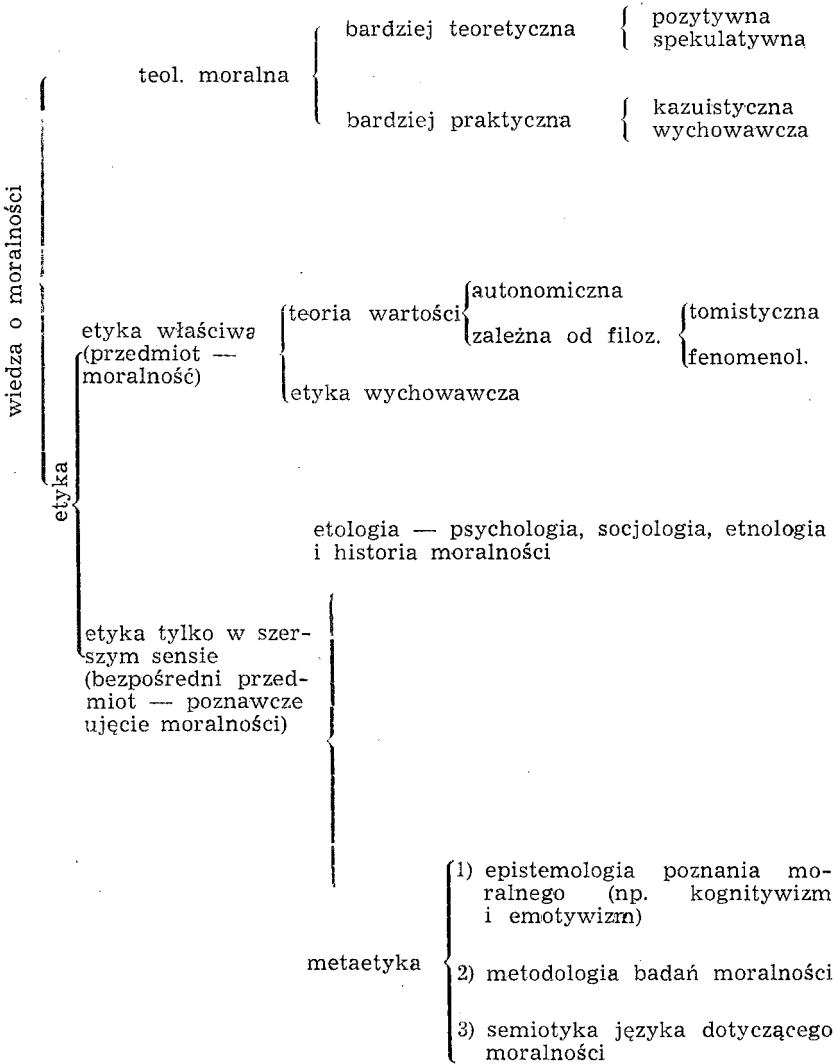 wiedza o moralności
teol. moralna
bardziej teoretyczna
pozytywna
spekulatywna
bardziej praktyczna
kazuistyczna
wychowawcza
etyka
etyka właściwa
(przedmiot —
moralność)
teoria wartości
autonomiczna
zależna od filoz.
tomistyczna
fenomenol.
etyka wychowawcza
etyka tylko w szer-
szym sensie
(bezpośredni przed-
miot — poznawcze
ujęcie moralności)
etologia — psychologia, socjologia, etnologia
i historia moralności
metaetyka
1) epistemologia poznania mo-
ralnego (np. kognitywizm
i emotywizm)
2) metodologia badań moralności
3) semiotyka języka dotyczącego
moralności